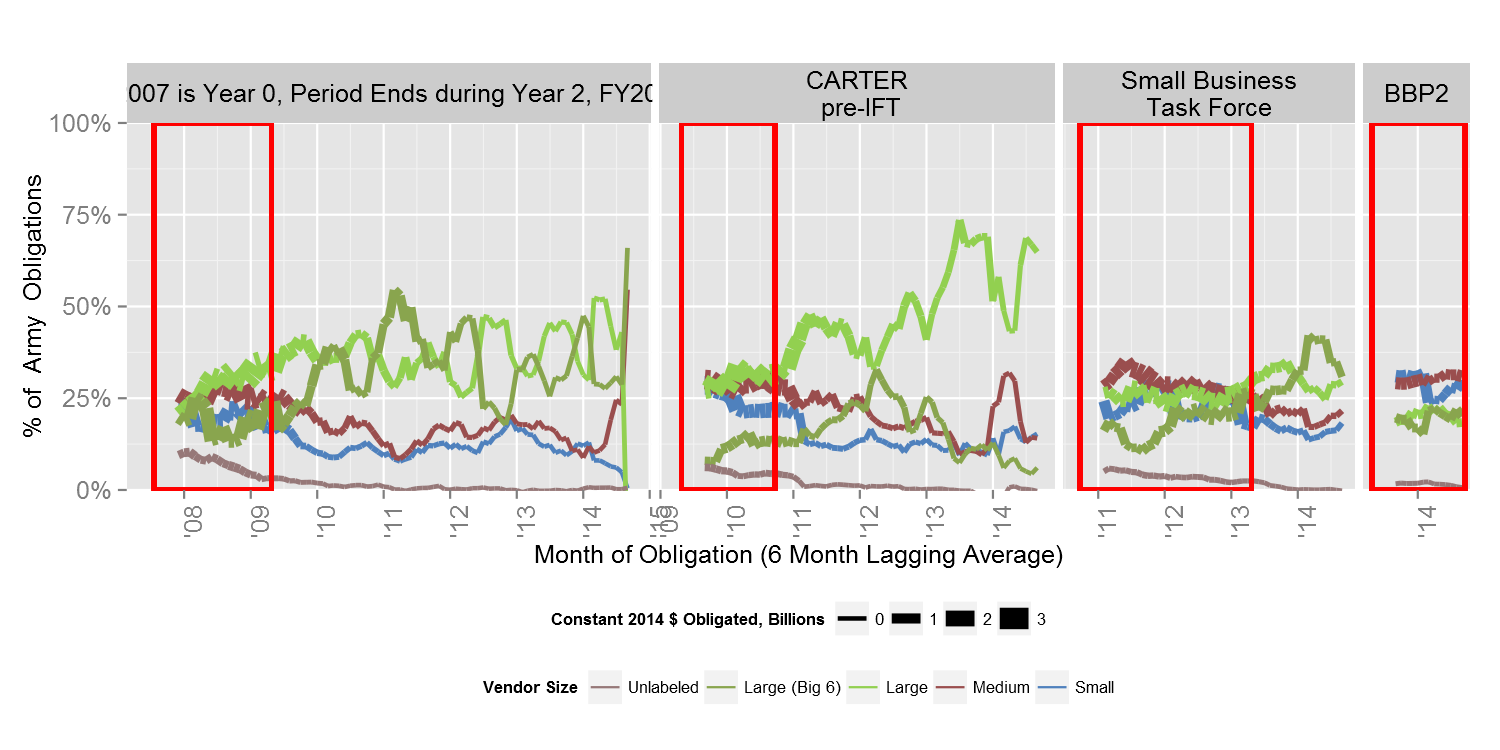 007 is Year 0, Period Ends during Year 2, FY20
CARTER
pre-IFT
Small Business
Task Force
BBP2
% of Army Obligations
100%
75%
50%
25%
0%
'08 '09 '10 '11 '12 '13 '14 '15
'09 '10 '11 '12 '13 '14
'11 '12 '13 '14
'14
Month of Obligation (6 Month Lagging Average)
Constant 2014 $ Obligated, Billions 0 1 2 3
Vendor Size Unlabeled Large (Big 6) Large Medium Small